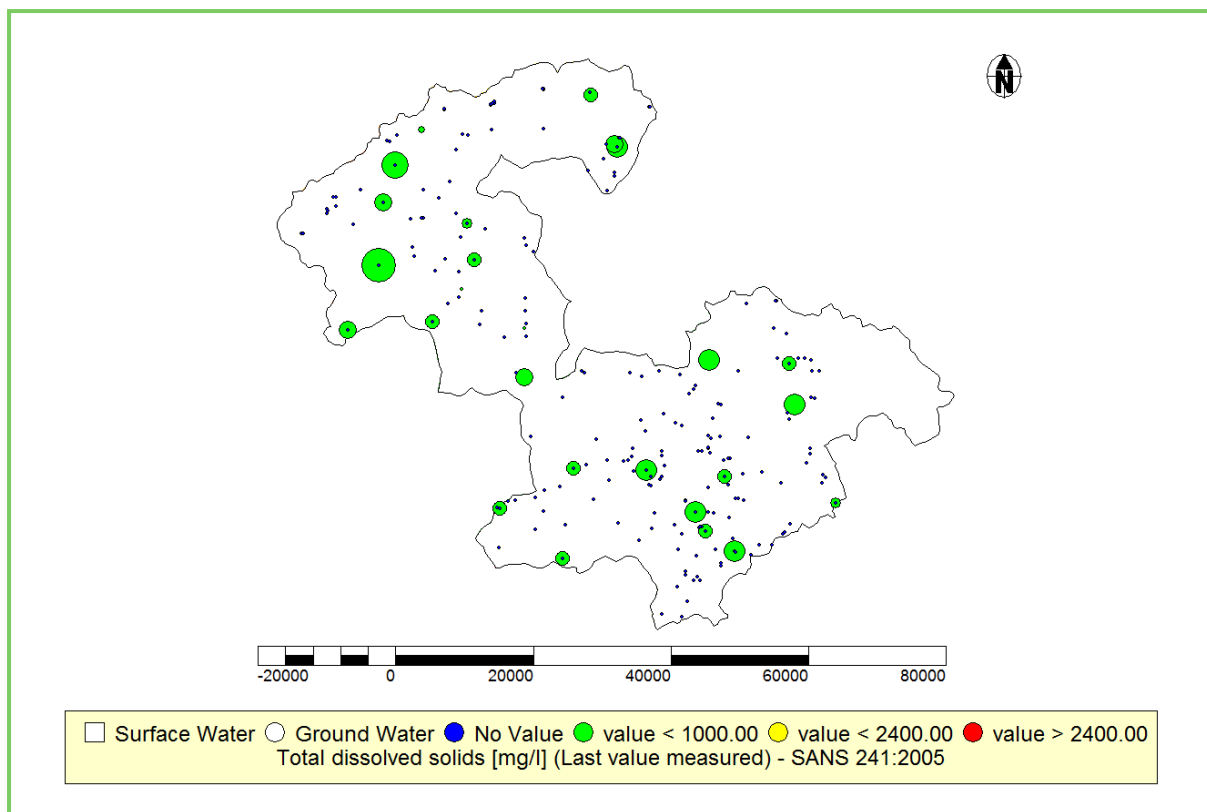 N
-20000 0 20000 40000 60000 80000
Surface Water Ground Water No Value value < 1000.00 value < 2400.00 value > 2400.00
Total dissolved solids [mg/l] (Last value measured) - SANS 241:2005